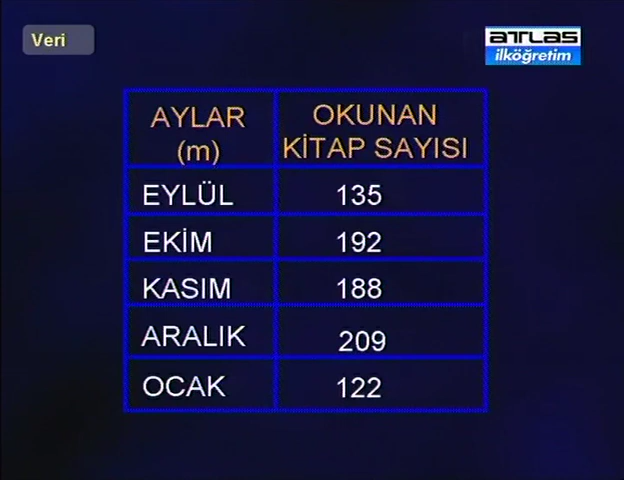 Veri
ATLAS
ilköğretim
AYLAR
(m)
OKUNAN
KİTAP SAYISI
EYLÜL 135
EKİM 192
KASIM 188
ARALIK 209
OCAK 122